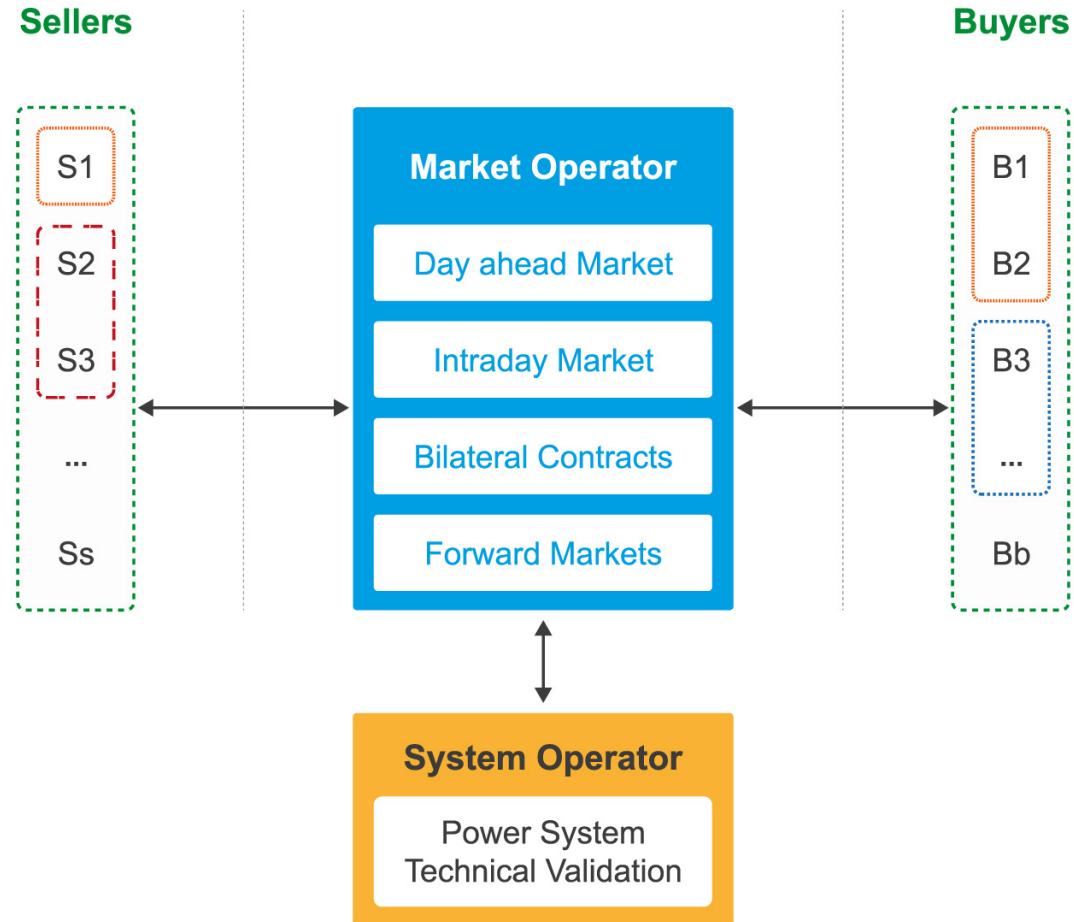 Sellers
Buyers
S1
S2
S3
...
Ss
Market Operator
Day ahead Market
Intraday Market
Bilateral Contracts
Forward Markets
B1
B2
B3
...
Bb
System Operator
Power System
Technical Validation